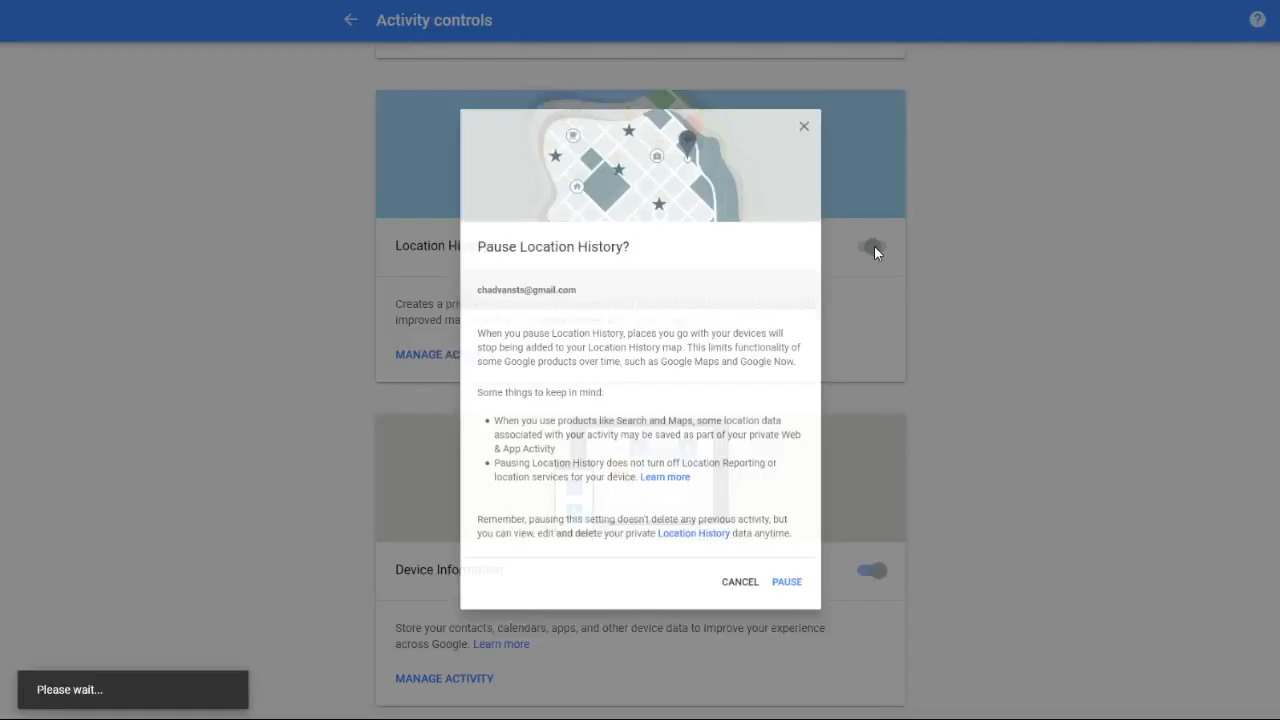 Activity controls
Pause Location History?
Location Hi
chadvansts@gmail.com
Creates a pri
improved ma
When you pause Location History, places you go with your devices will
stop being added to your Location History map. This limits functionality of
some Google products over time, such as Google Maps and Google Now.
MANAGE AC
Some things to keep in mind:
When you use products like Search and Maps, some location data
associated with your activity may be saved as part of your private Web
& App Activity
Pausing Location History does not turn off Location Reporting or
location services for your device. Learn more
Remember, pausing this setting doesn't delete any previous activity, but
you can view, edit and delete your private Location History data anytime.
CANCEL PAUSE
Device Information
Store your contacts, calendars, apps, and other device data to improve your experience
across Google. Learn more
MANAGE ACTIVITY
Please wait...